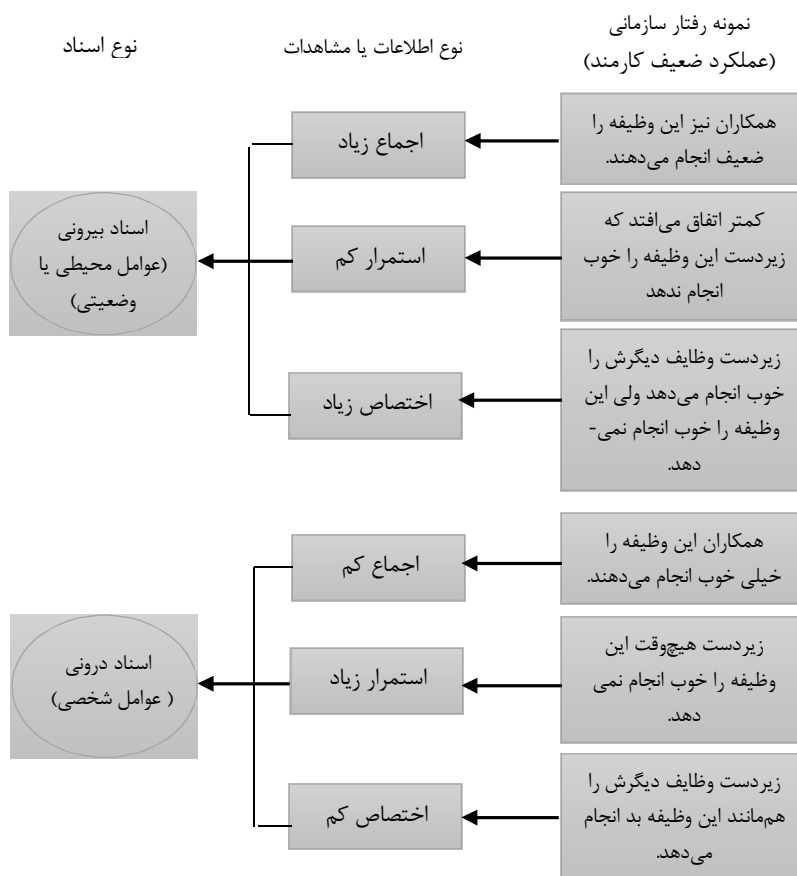 نمونه رفتار سازمانی
(عملکرد ضعیف کارمند)
نوع اطلاعات یا مشاهدات
نوع اسناد
همکاران نیز این وظیفه را
ضعیف انجام می‌دهند.
اجماع زیاد
کمتر اتفاق می‌افتد که
زیردست این وظیفه را خوب
انجام ندهد
استمرار کم
زیردست وظایف دیگرش را
خوب انجام می‌دهد ولی این
وظیفه را خوب انجام نمی-
دهد.
اختصاص زیاد
اسناد بیرونی
(عوامل محیطی یا
وضعیتی)
همکاران این وظیفه را
خیلی خوب انجام می‌دهند.
اجماع کم
زیردست هیچ‌وقت این
وظیفه را خوب انجام نمی
دهد.
استمرار زیاد
زیردست وظایف دیگرش را
هم‌مانند این وظیفه بد انجام
می‌دهد.
اختصاص کم
اسناد درونی
( عوامل شخصی)